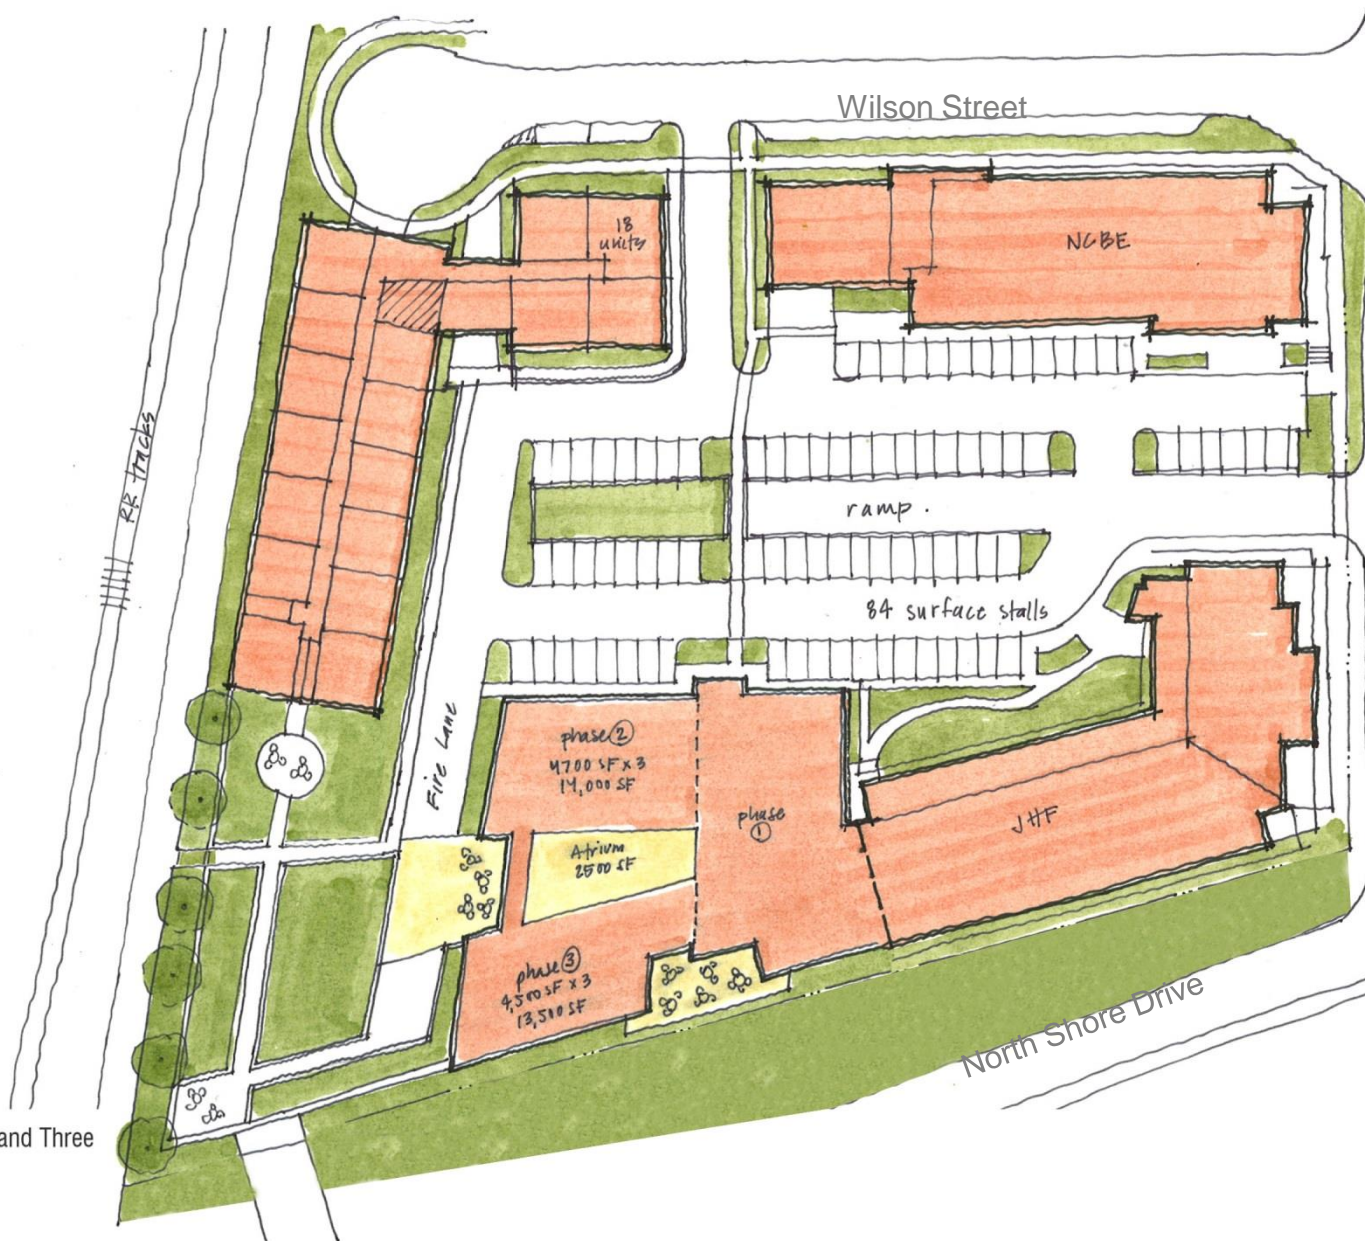 Wilson Street
18
units
NCBE
RR tracks
ramp.
84 surface stalls
Fire Lane
phase 2
4700 SF x 3
14,000 SF
phase
1
JHF
Atrium
2500 SF
phase 3
4,500 SF x 3
13,500 SF
North Shore Drive
and Three